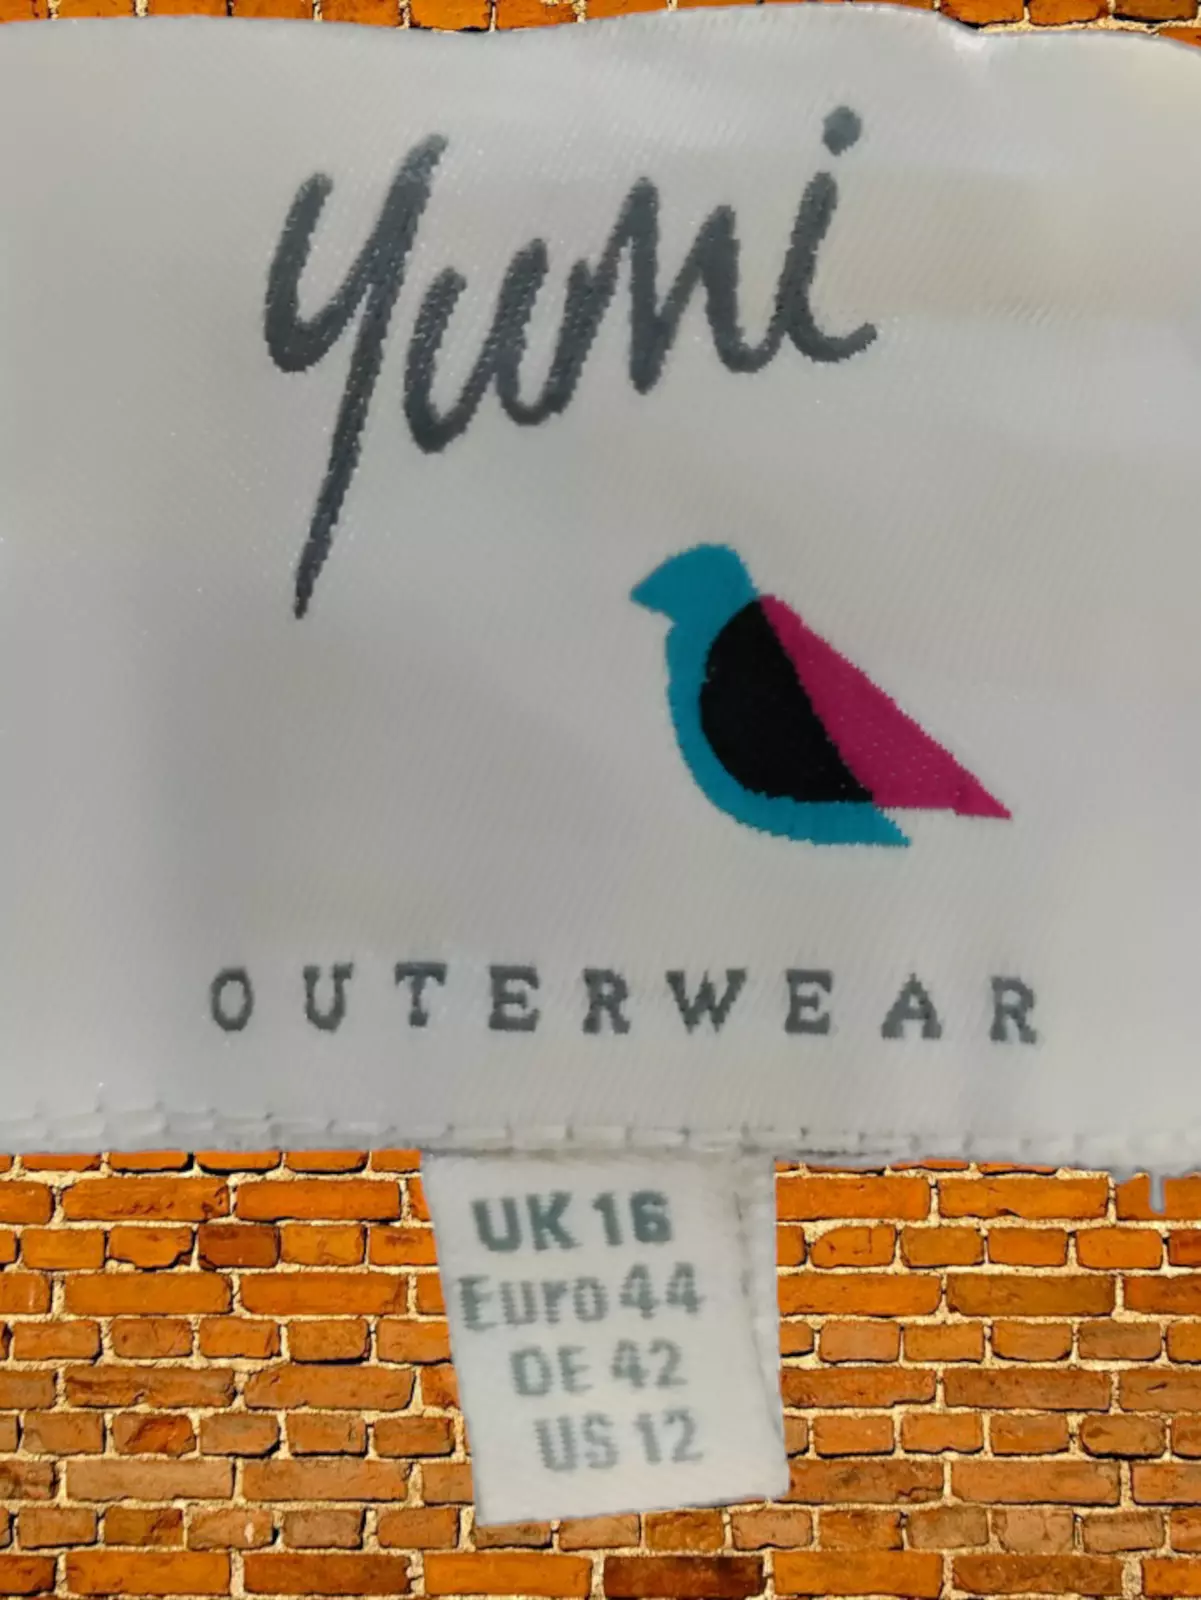 Yumi
OUTERWEAR
UK 16
Euro 44
DE 42
US 12